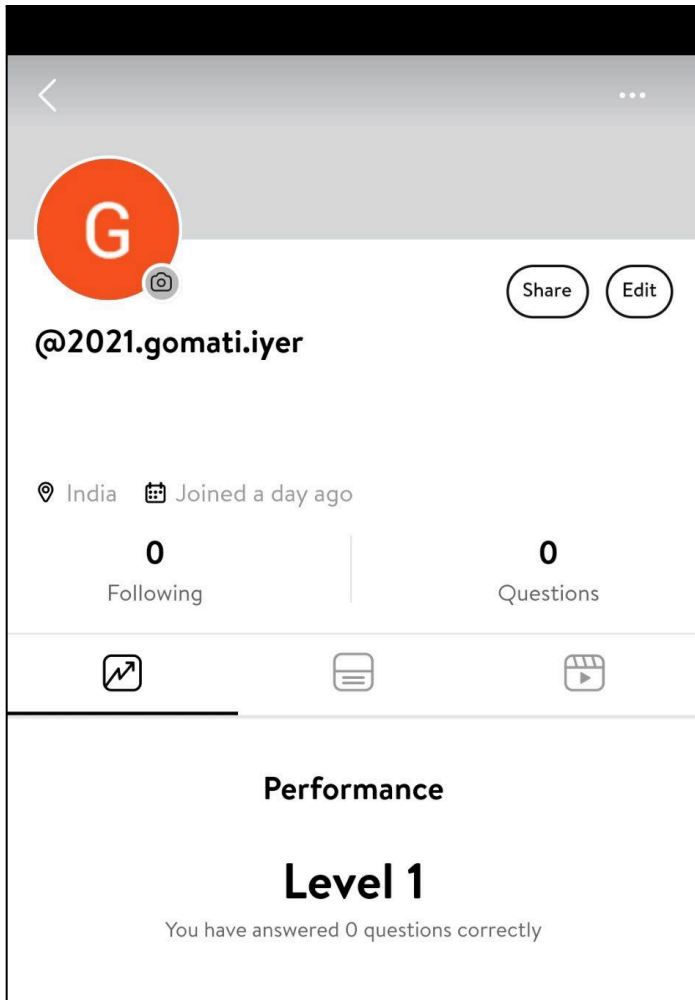 G
Share Edit
@2021.gomati.iyer
India Joined a day ago
0 0
Following Questions
Performance
Level 1
You have answered 0 questions correctly